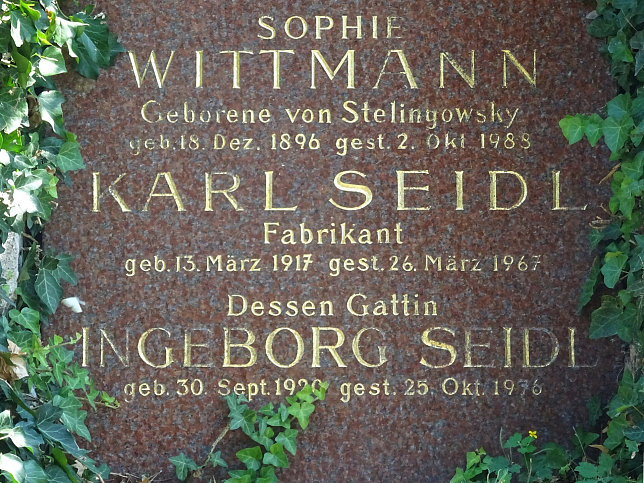 SOPHIE
WITTMANN
Geborene von Stelingowsky
geb. 18. Dez. 1896 gest. 2. Okt 1988
KARL SEIDL
Fabrikant
geb. 13. März 1917 gest. 26. März 1967
Dessen Gattin
INGEBORG SEIDL
geb. 30. Sept. gest. 25. Okt. 1976